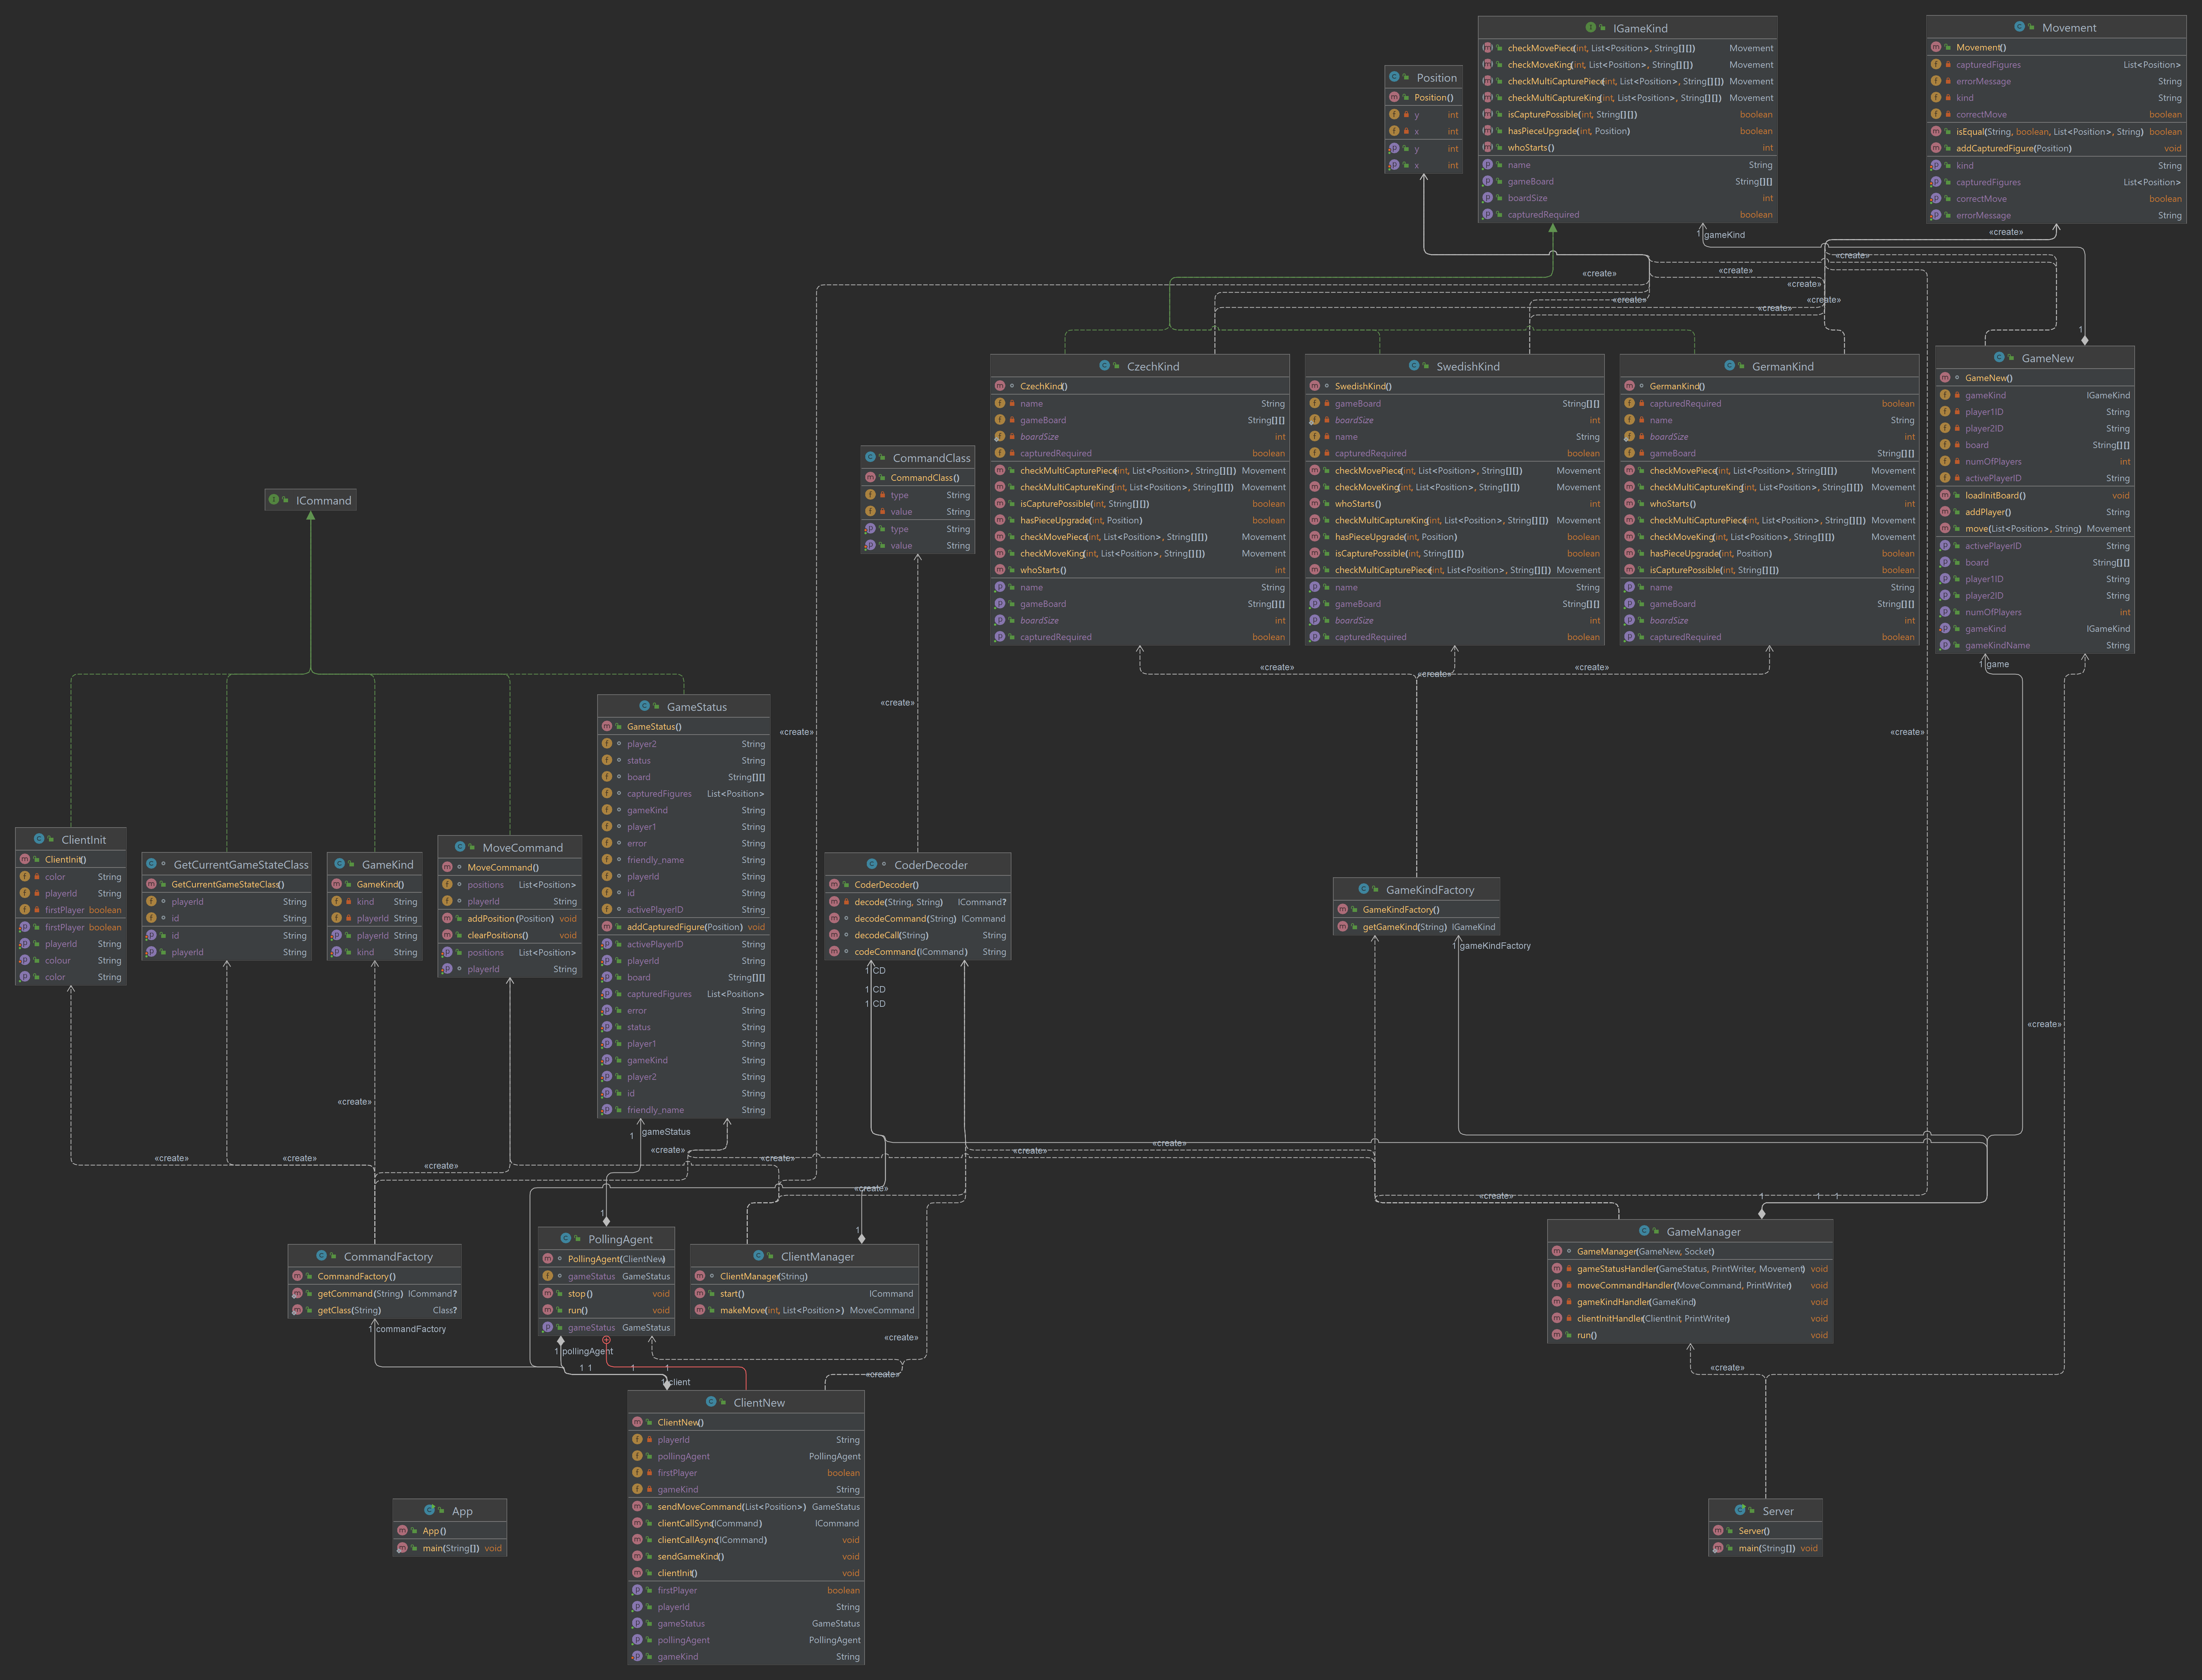 IGameKind
checkMovePiece(int, List<Position>, String[][]) Movement
checkMoveKing(int, List<Position>, String[][]) Movement
checkMultiCapturePiece(int, List<Position>, String[][]) Movement
checkMultiCaptureKing(int, List<Position>, String[][]) Movement
isCapturePossible(int, String[][]) boolean
hasPieceUpgrade(int, Position) boolean
whoStarts() int
name String
gameBoard String[][]
boardSize int
capturedRequired boolean
1 gameKind
Movement
Movement()
capturedFigures List<Position>
errorMessage String
kind String
correctMove boolean
isEqual(String, boolean, List<Position>, String) boolean
addCapturedFigure(Position) void
kind String
capturedFigures List<Position>
correctMove boolean
errorMessage String
Position
Position()
y int
x int
y int
x int
«create»
«create»
«create»
«create»
«create»
«create»
«create»
«create»
1
CzechKind
CzechKind()
name String
gameBoard String[][]
boardSize int
capturedRequired boolean
checkMultiCapturePiece(int, List<Position>, String[][]) Movement
checkMultiCaptureKing(int, List<Position>, String[][]) Movement
isCapturePossible(int, String[][]) boolean
hasPieceUpgrade(int, Position) boolean
checkMovePiece(int, List<Position>, String[][]) Movement
checkMoveKing(int, List<Position>, String[][]) Movement
whoStarts() int
name String
gameBoard String[][]
boardSize int
capturedRequired boolean
SwedishKind
SwedishKind()
gameBoard String[][]
boardSize int
name String
capturedRequired boolean
checkMovePiece(int, List<Position>, String[][]) Movement
checkMoveKing(int, List<Position>, String[][]) Movement
whoStarts() int
checkMultiCaptureKing(int, List<Position>, String[][]) Movement
hasPieceUpgrade(int, Position) boolean
isCapturePossible(int, String[][]) boolean
checkMultiCapturePiece(int, List<Position>, String[][]) Movement
name String
gameBoard String[][]
boardSize int
capturedRequired boolean
GermanKind
GermanKind()
capturedRequired boolean
name String
boardSize int
gameBoard String[][]
checkMovePiece(int, List<Position>, String[][]) Movement
checkMultiCaptureKing(int, List<Position>, String[][]) Movement
whoStarts() int
checkMultiCapturePiece(int, List<Position>, String[][]) Movement
checkMoveKing(int, List<Position>, String[][]) Movement
hasPieceUpgrade(int, Position) boolean
isCapturePossible(int, String[][]) boolean
name String
gameBoard String[][]
boardSize int
capturedRequired boolean
GameNew
GameNew()
gameKind IGameKind
player1ID String
player2ID String
board String[][]
numOfPlayers int
activePlayerID String
loadInitBoard() void
addPlayer() String
move(List<Position>, String) Movement
activePlayerID String
board String[][]
player1ID String
player2ID String
numOfPlayers int
gameKind IGameKind
gameKindName String
1 game
«create»
«create»
«create»
CommandClass
CommandClass()
type String
value String
type String
value String
«create»
«create»
«create»
ICommand
GameStatus
GameStatus()
player2 String
status String
board String[][]
capturedFigures List<Position>
gameKind String
player1 String
error String
friendly_name String
playerId String
id String
activePlayerID String
addCapturedFigure(Position) void
activePlayerID String
playerId String
board String[][]
capturedFigures List<Position>
error String
status String
player1 String
gameKind String
player2 String
id String
friendly_name String
1 gameStatus
ClientInit
ClientInit()
color String
playerId String
firstPlayer boolean
firstPlayer boolean
playerId String
colour String
color String
GetCurrentGameStateClass
GetCurrentGameStateClass()
playerId String
id String
id String
playerId String
GameKind
GameKind()
kind String
playerId String
playerId String
kind String
MoveCommand
MoveCommand()
positions List<Position>
playerId String
addPosition(Position) void
clearPositions() void
positions List<Position>
playerId String
CoderDecoder
CoderDecoder()
decode(String, String) ICommand?
decodeCommand(String) ICommand
decodeCall(String) String
codeCommand(ICommand) String
1 CD
1 CD
1 CD
GameKindFactory
GameKindFactory()
getGameKind(String) IGameKind
1 gameKindFactory
«create»
«create»
«create»
«create»
«create»
«create»
«create»
«create»
«create»
«create»
«create»
1 1 1
CommandFactory
CommandFactory()
getCommand(String) ICommand?
getClass(String) Class?
1 commandFactory
1
PollingAgent
PollingAgent(ClientNew)
gameStatus GameStatus
stop() void
run() void
gameStatus GameStatus
1 pollingAgent
1
ClientManager
ClientManager(String)
start() ICommand
makeMove(int, List<Position>) MoveCommand
GameManager
GameManager(GameNew, Socket)
gameStatusHandler(GameStatus, PrintWriter, Movement) void
moveCommandHandler(MoveCommand, PrintWriter) void
gameKindHandler(GameKind) void
clientInitHandler(ClientInit, PrintWriter) void
run() void
«create»
«create»
«create»
1 1 1 1
1 client
ClientNew
ClientNew()
playerId String
pollingAgent PollingAgent
firstPlayer boolean
gameKind String
sendMoveCommand(List<Position>) GameStatus
clientCallSync(ICommand) ICommand
clientCallAsync(ICommand) void
sendGameKind() void
clientInit() void
firstPlayer boolean
playerId String
gameStatus GameStatus
pollingAgent PollingAgent
gameKind String
App
App()
main(String[]) void
Server
Server()
main(String[]) void